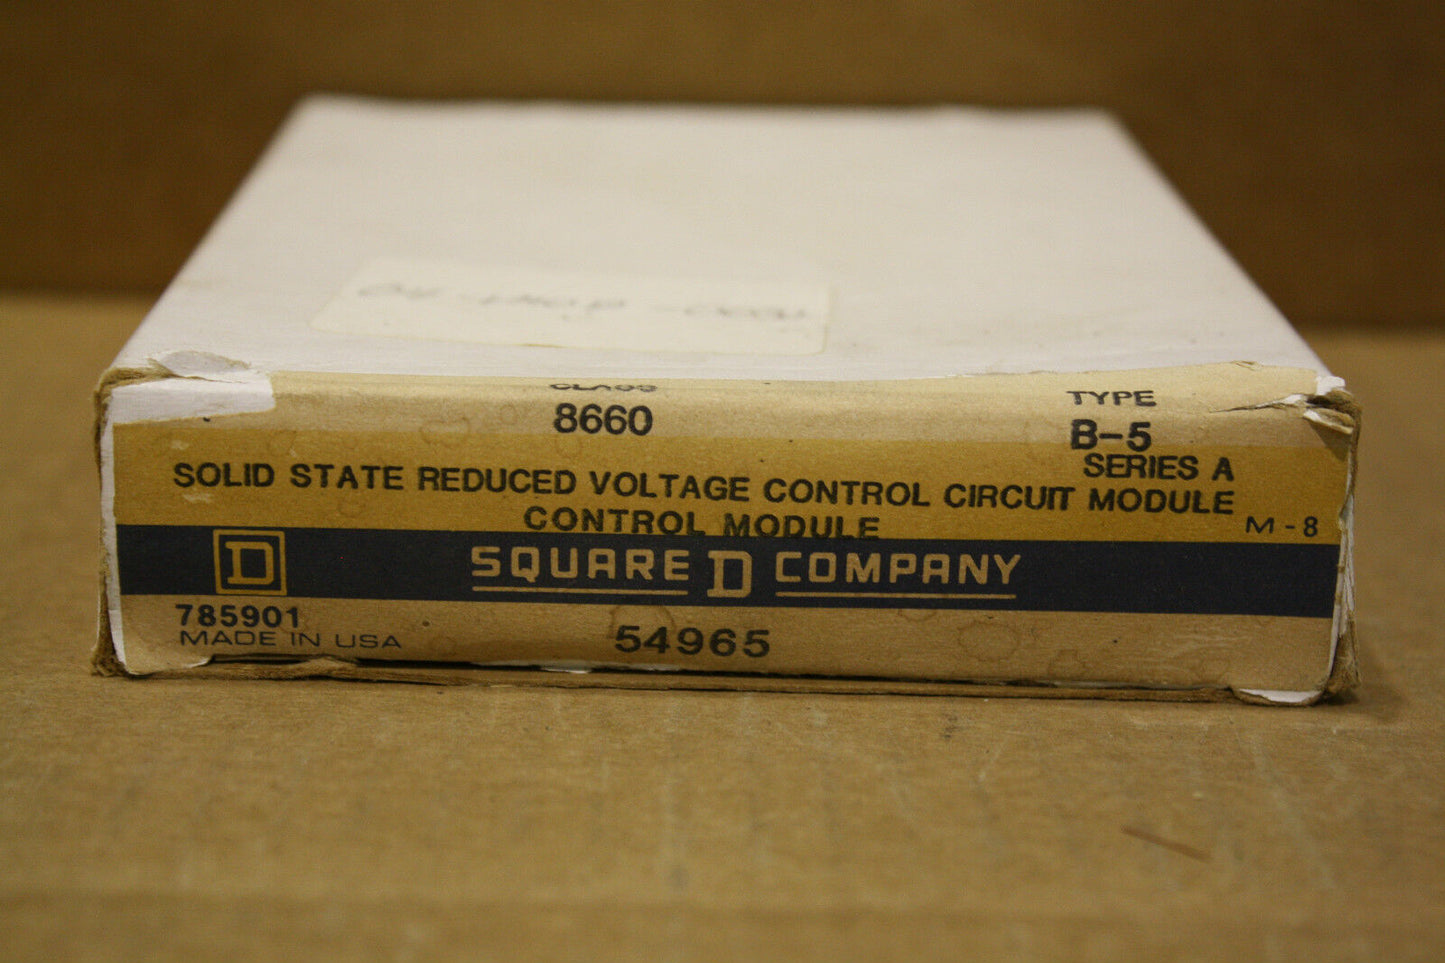 CLASS
8660
TYPE
B-5
SERIES A
SOLID STATE REDUCED VOLTAGE CONTROL CIRCUIT MODULE
CONTROL MODULE
M-8
D SQUARE D COMPANY
785901
MADE IN USA
54965